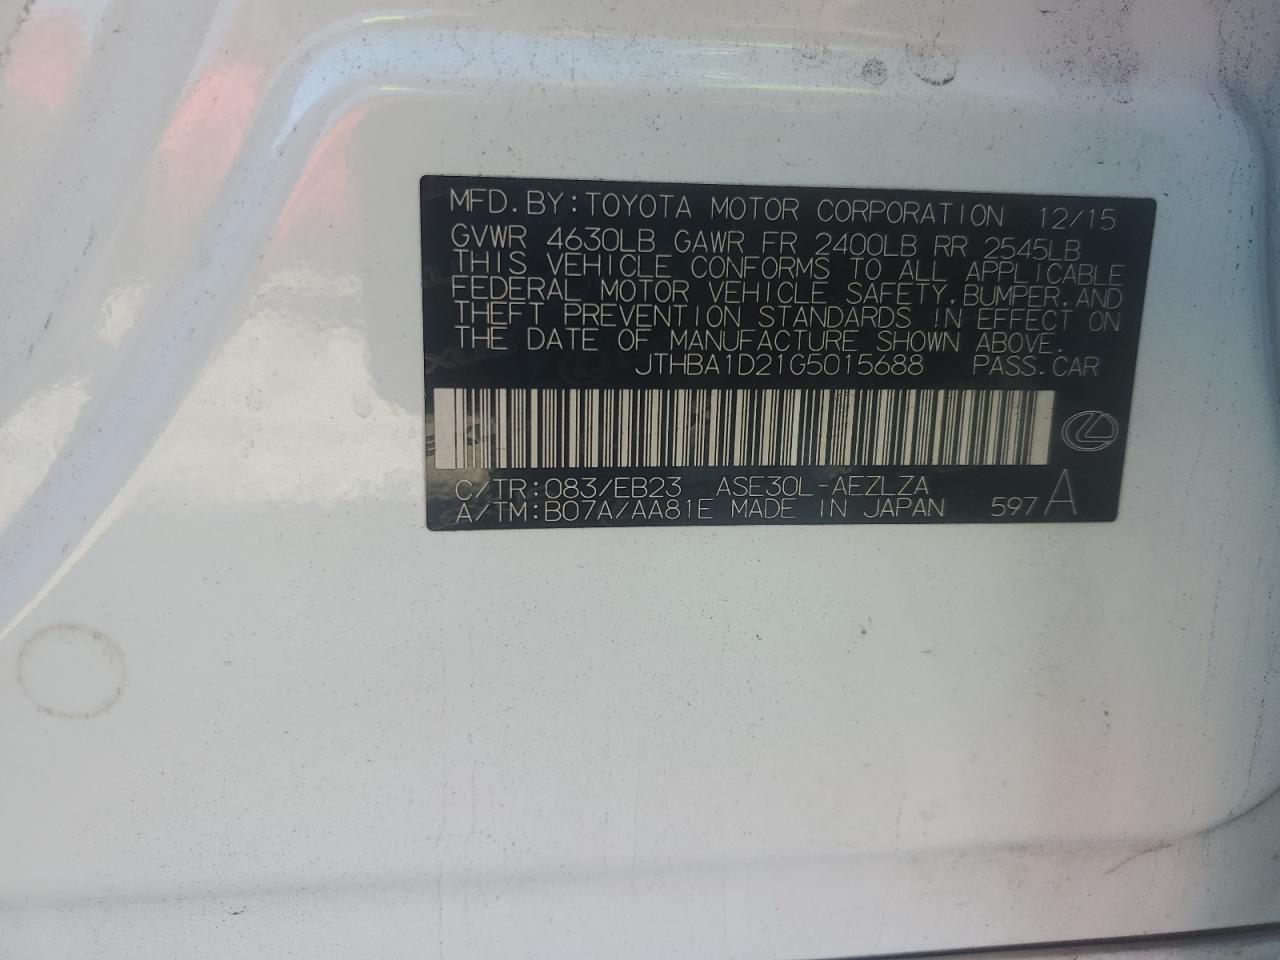 MFD. BY: TOYOTA MOTOR CORPORATION 12/15
GVWR 4630LB GAWR FR 2400LB RR 2545LB
THIS VEHICLE CONFORMS TO ALL APPLICABLE
FEDERAL MOTOR VEHICLE SAFETY, BUMPER, AND
THEFT PREVENTION STANDARDS IN EFFECT ON
THE DATE OF MANUFACTURE SHOWN ABOVE.
JTHBA1D21G5015688 PASS. CAR
C/TR: 083/EB23 ASE30L-AEZLZA
A/TM: B07A/AA81E MADE IN JAPAN 597 A